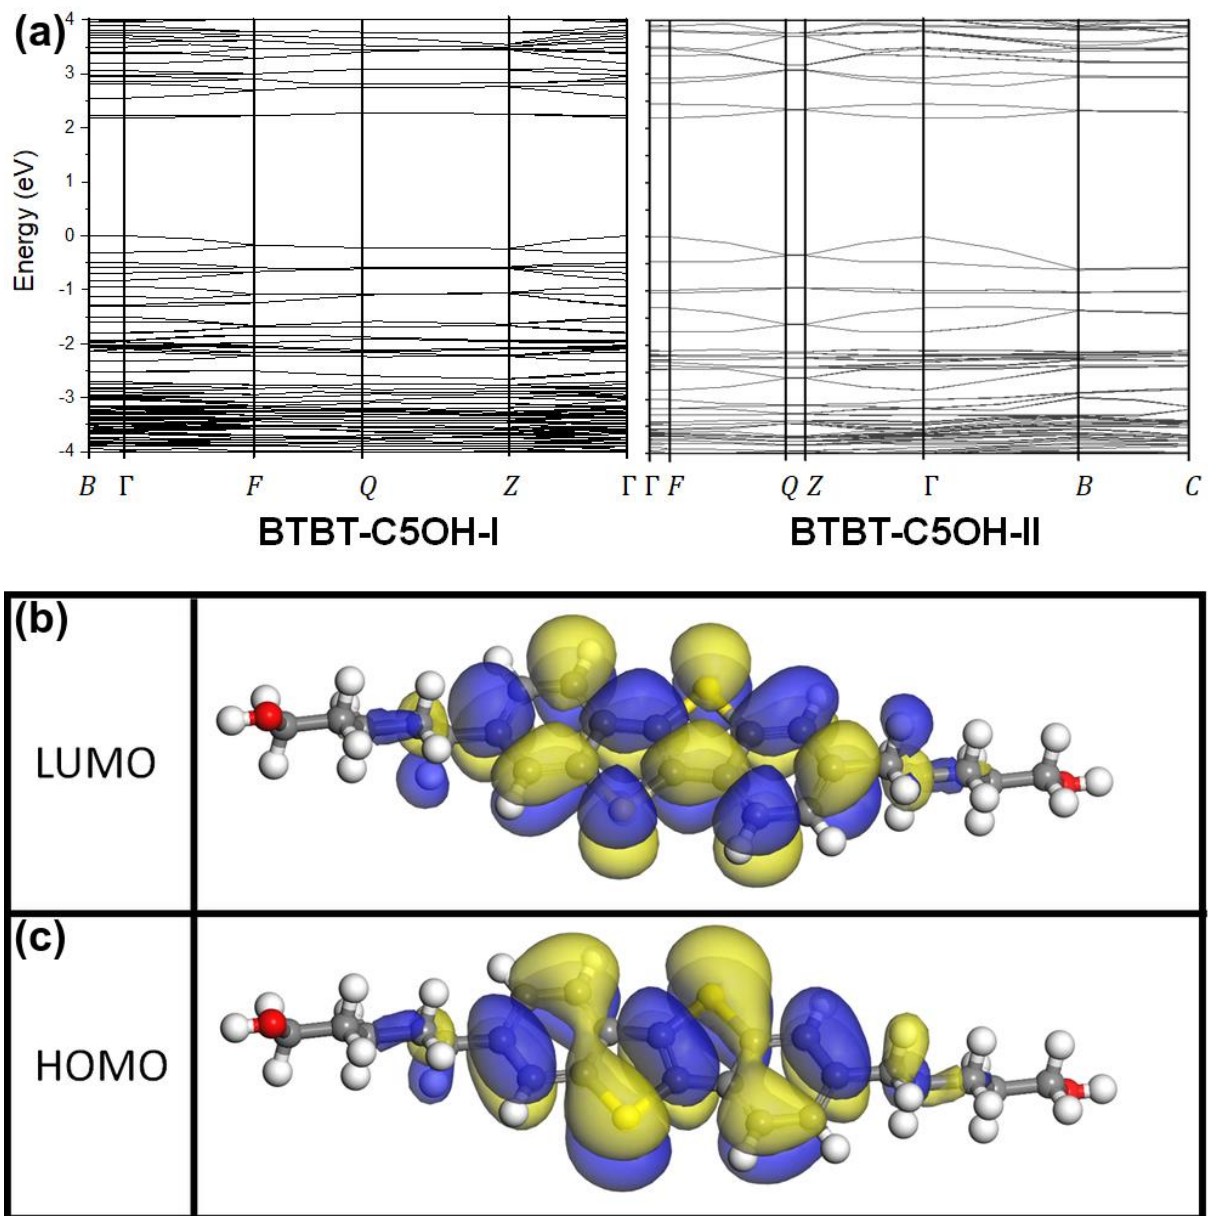 (a)
Energy (eV)
4
3
2
1
0
-1
-2
-3
-4
B Γ F Q Z Γ
Γ F Q Z Γ B C
BTBT-C5OH-I
BTBT-C5OH-II
(b)
LUMO
(c)
HOMO